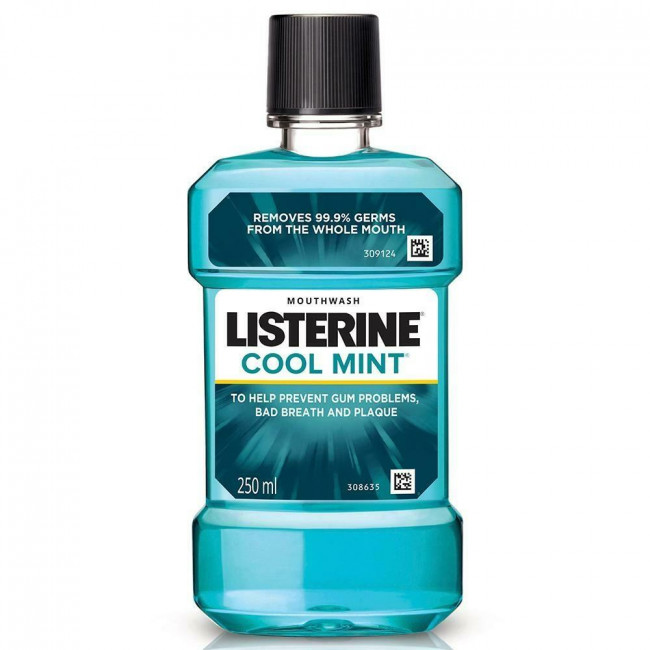 REMOVES 99.9% GERMS
FROM THE WHOLE MOUTH
309124
MOUTHWASH
LISTERINE®
COOL MINT®
TO HELP PREVENT GUM PROBLEMS,
BAD BREATH AND PLAQUE
250 ml
308635